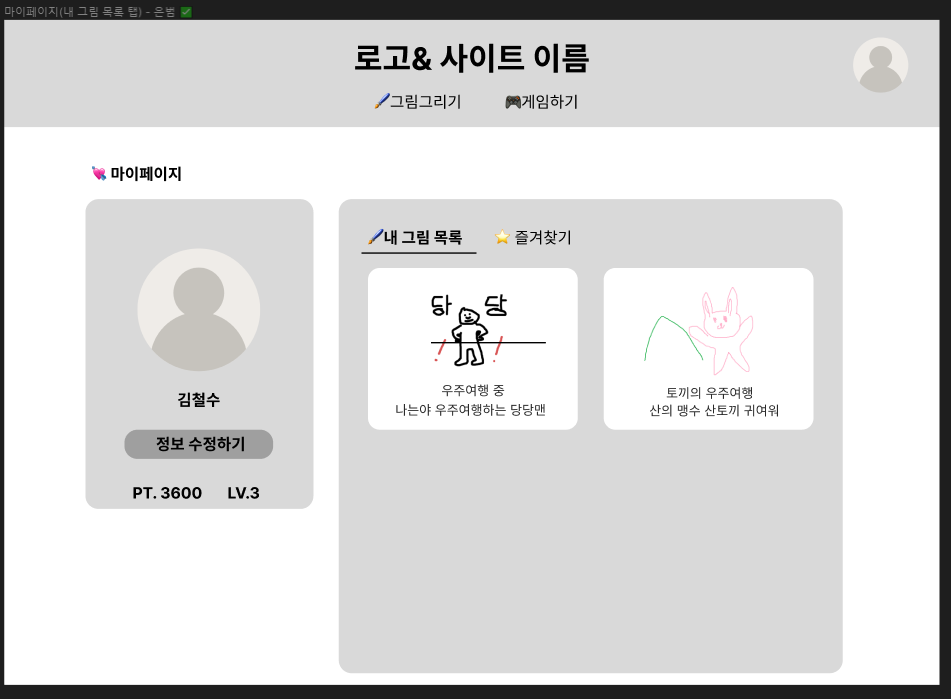 마이페이지(내 그림 목록 탭) - 은범 ✅
로고& 사이트 이름
🖌️그림그리기 🎮게임하기
💘 마이페이지
🖌️내 그림 목록 ⭐ 즐겨찾기
당 당
우주여행 중
나는야 우주여행하는 당당맨
토끼의 우주여행
산의 맹수 산토끼 귀여워
김철수
정보 수정하기
PT. 3600 LV.3